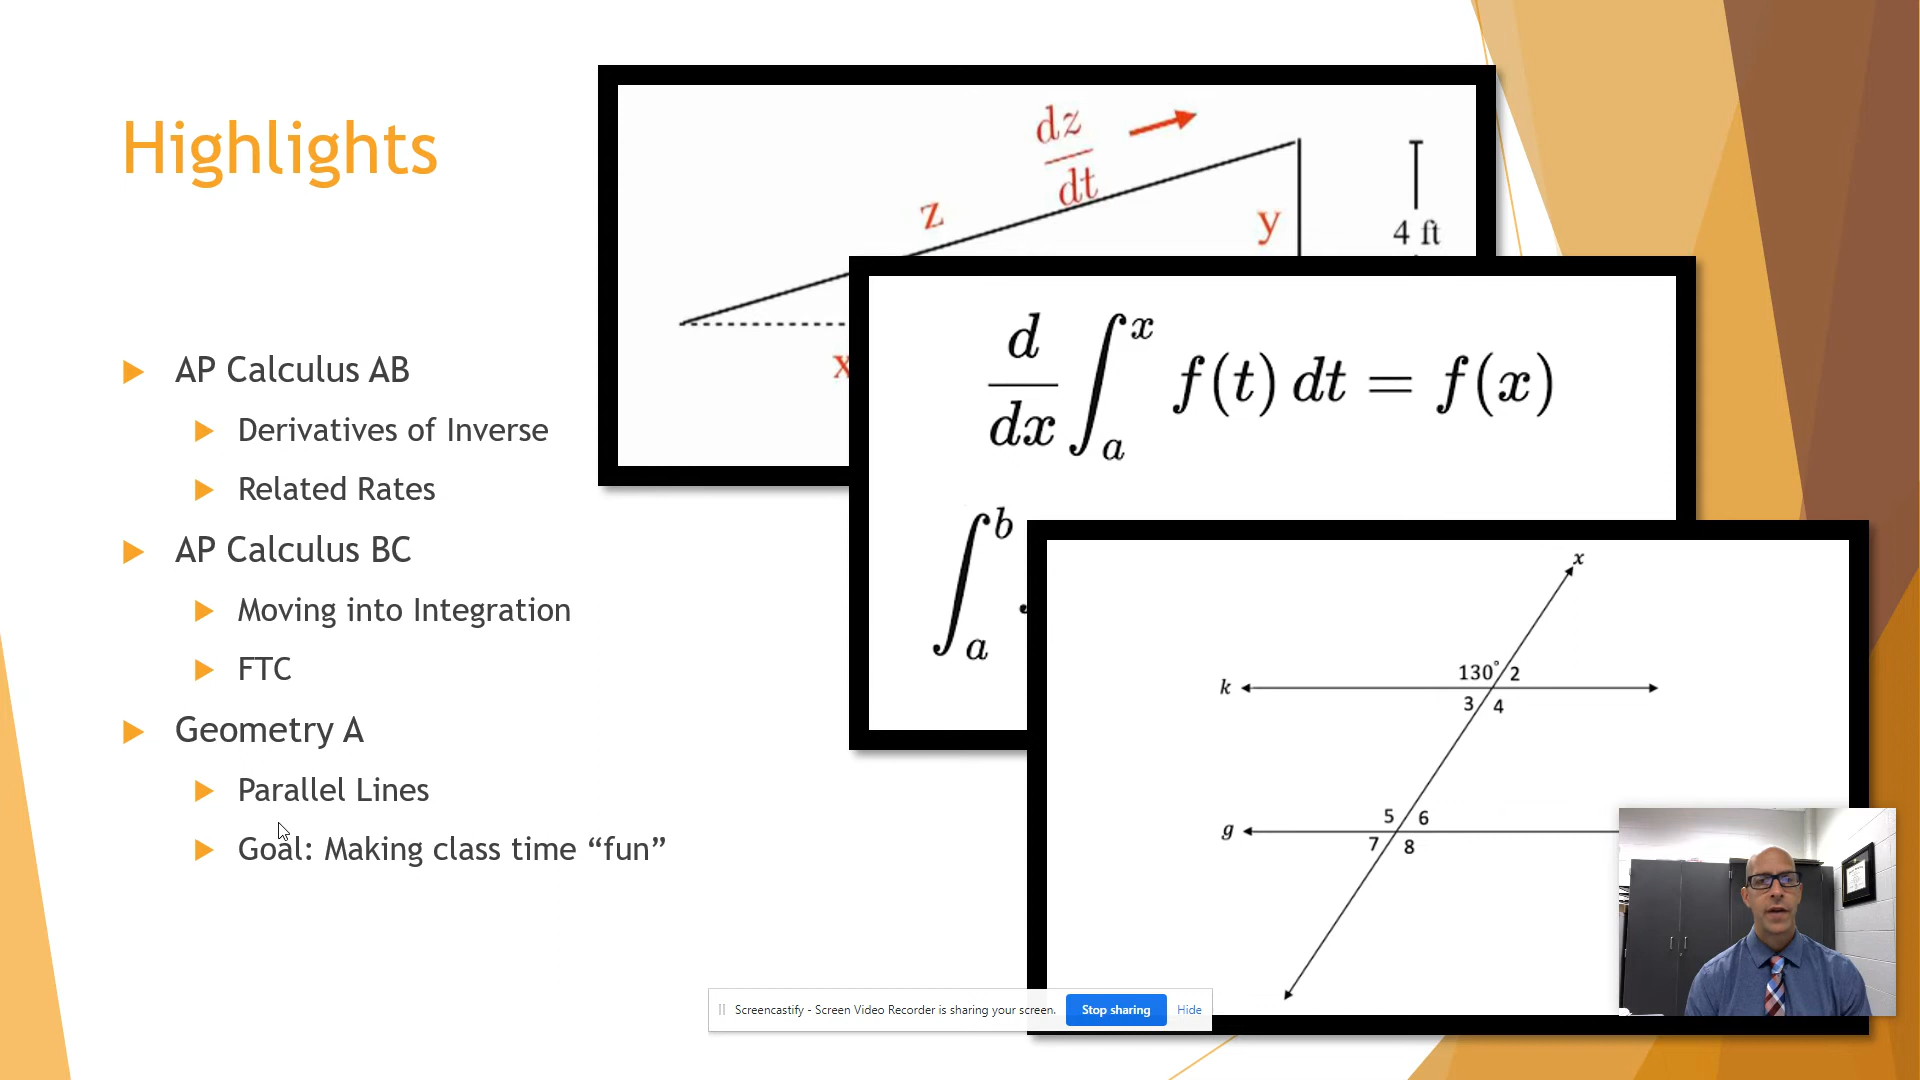 Highlights
AP Calculus AB
Derivatives of Inverse
Related Rates
AP Calculus BC
Moving into Integration
FTC
Geometry A
Parallel Lines
Goal: Making class time “fun”
dz
dt
z
y
4 ft
x
d/dx ∫_a^x f(t) dt = f(x)
∫_a^b
x
130° 2
k
3 4
5 6
g
7 8
Screencastify - Screen Video Recorder is sharing your screen.
Stop sharing
Hide